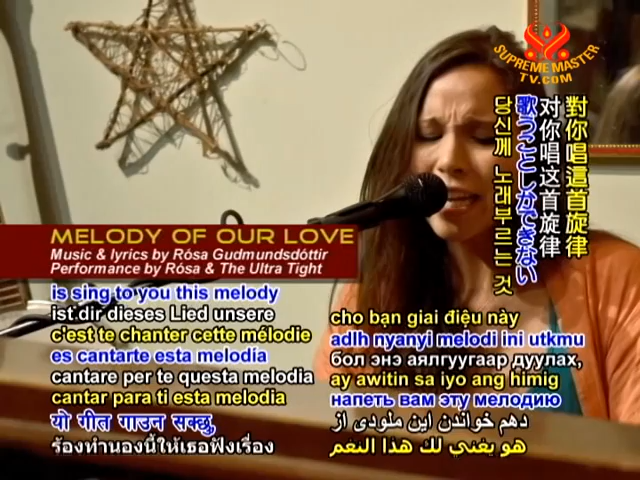 SUPREME MASTER
TV.COM
對你唱這首旋律
对你唱这首旋律
歌うことしかできない
당신께 노래부르는 것
MELODY OF OUR LOVE
Music & lyrics by Rósa Gudmundsdóttir
Performance by Rósa & The Ultra Tight
is sing to you this melody
ist dir dieses Lied unsere
c'est te chanter cette mélodie
es cantarte esta melodía
cantare per te questa melodia
cantar para ti esta melodia
यो गीत गाउन सक्छु,
ร้องทำนองนี้ให้เธอฟังเรื่อง
cho bạn giai điệu này
adlh nyanyi melodi ini utkmu
бол энэ аялгуугаар дуулах,
ay awitin sa iyo ang himig
напеть вам эту мелодию
دهم خواندن این ملودی از
هو يغني لك هذا النغم